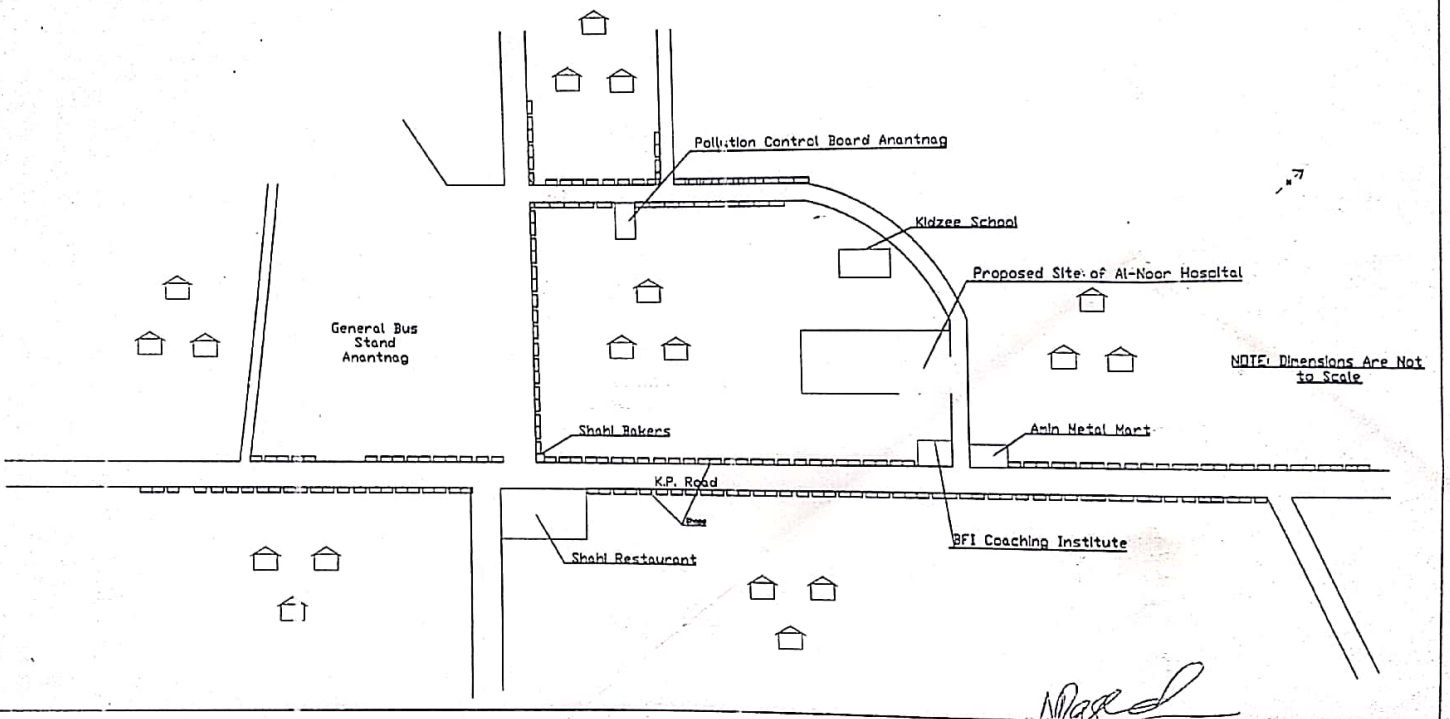 Pollution Control Board Anantnag
Kidzee School
Proposed Site of Al-Noor Hospital
General Bus
Stand
Anantnag
NOTE: Dimensions Are Not
to Scale
Shahi Bakers
Amin Metal Mart
K.P. Road
BFI Coaching Institute
Shahi Restaurant